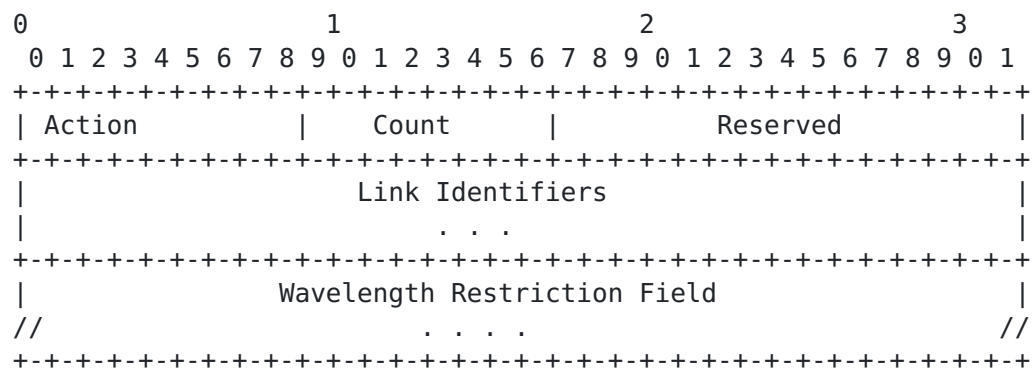 0                   1                   2                   3
 0 1 2 3 4 5 6 7 8 9 0 1 2 3 4 5 6 7 8 9 0 1 2 3 4 5 6 7 8 9 0 1
+-+-+-+-+-+-+-+-+-+-+-+-+-+-+-+-+-+-+-+-+-+-+-+-+-+-+-+-+-+-+-+-+
| Action          |    Count      |          Reserved           |
+-+-+-+-+-+-+-+-+-+-+-+-+-+-+-+-+-+-+-+-+-+-+-+-+-+-+-+-+-+-+-+-+
|                     Link Identifiers                          |
|                          . . .                                |
+-+-+-+-+-+-+-+-+-+-+-+-+-+-+-+-+-+-+-+-+-+-+-+-+-+-+-+-+-+-+-+-+
|                Wavelength Restriction Field                   |
//                        . . . .                              //
+-+-+-+-+-+-+-+-+-+-+-+-+-+-+-+-+-+-+-+-+-+-+-+-+-+-+-+-+-+-+-+-+